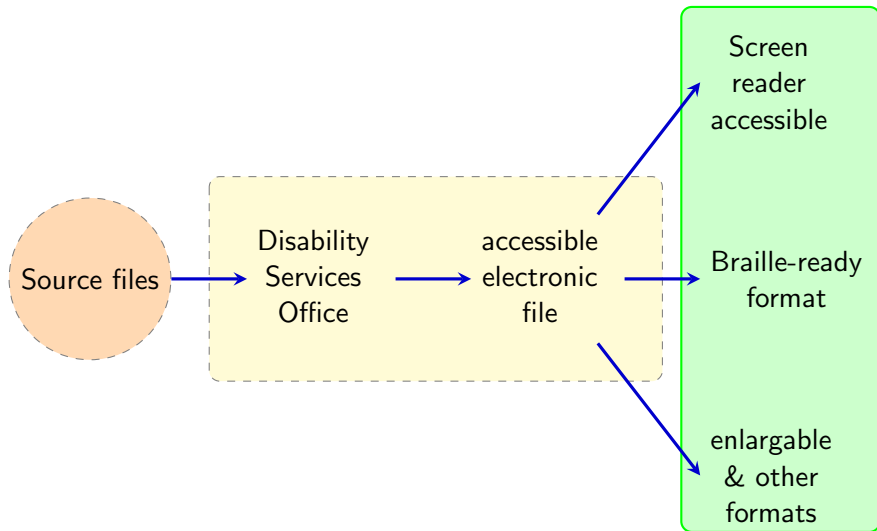 Source files
Disability
Services
Office
accessible
electronic
file
Screen
reader
accessible
Braille-ready
format
enlargable
& other
formats